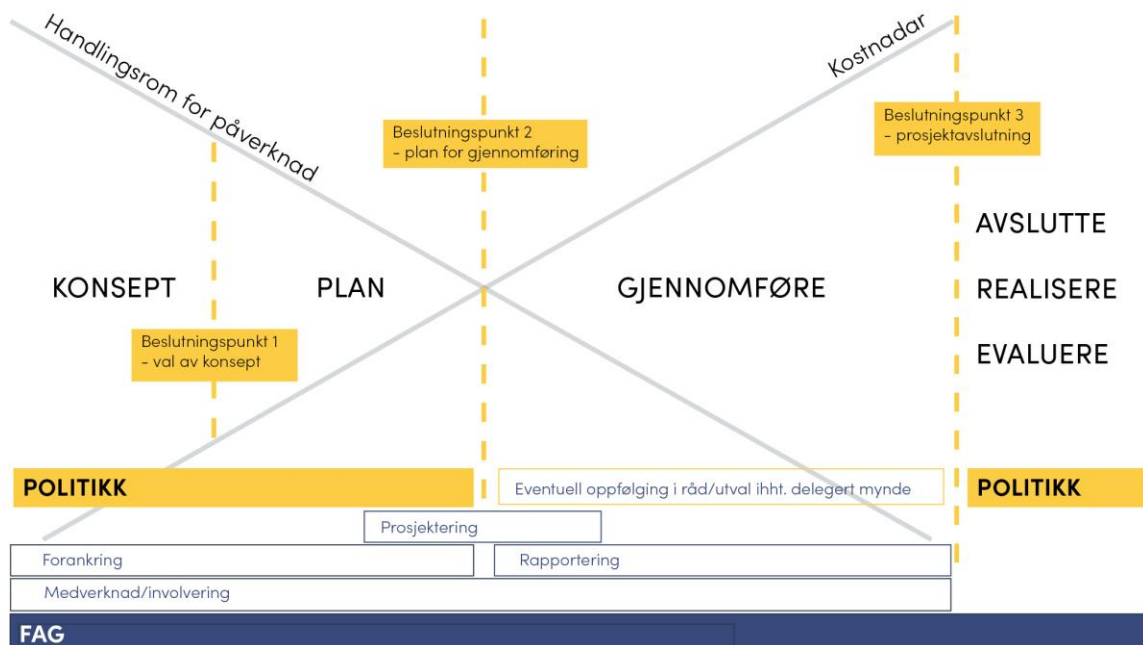 Handlingsrom for påverknad
Kostnadar
Beslutningspunkt 2
- plan for gjennomføring
Beslutningspunkt 3
- prosjektavslutning
AVSLUTTE
KONSEPT
PLAN
GJENNOMFØRE
REALISERE
Beslutningspunkt 1
- val av konsept
EVALUERE
POLITIKK
Eventuell oppfølging i råd/utval ihht. delegert mynde
POLITIKK
Prosjektering
Forankring
Rapportering
Medverknad/involvering
FAG